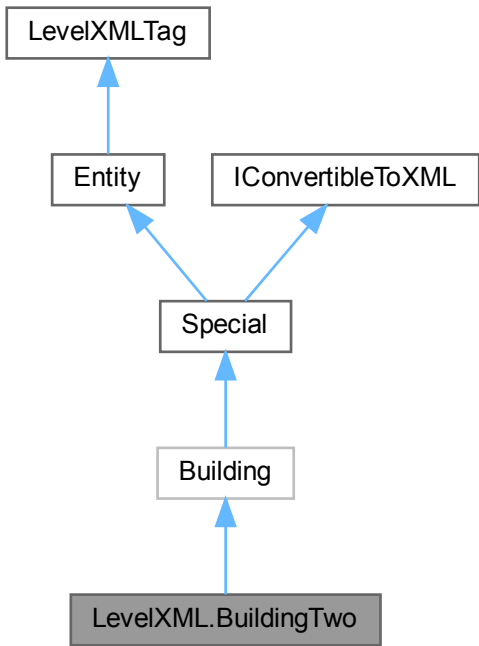 LevelXMLTag
Entity
IConvertibleToXML
Special
Building
LevelXML.BuildingTwo